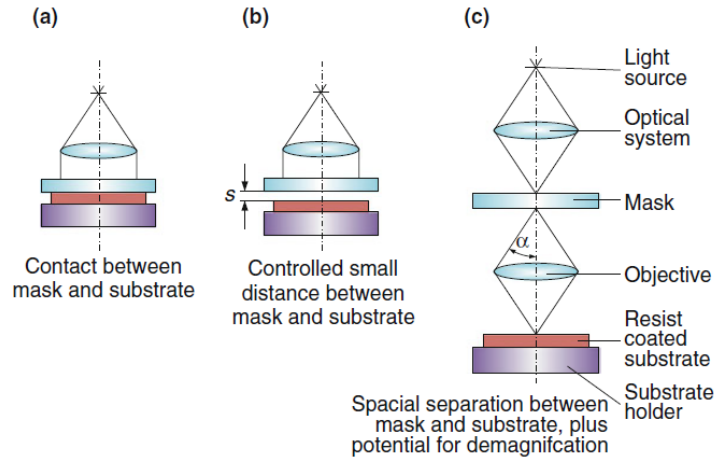 (a)
(b)
(c)
Light
source
Optical
system
s
Mask
α
Contact between
mask and substrate
Controlled small
distance between
mask and substrate
Objective
Resist
coated
substrate
Substrate
holder
Spacial separation between
mask and substrate, plus
potential for demagnifcation